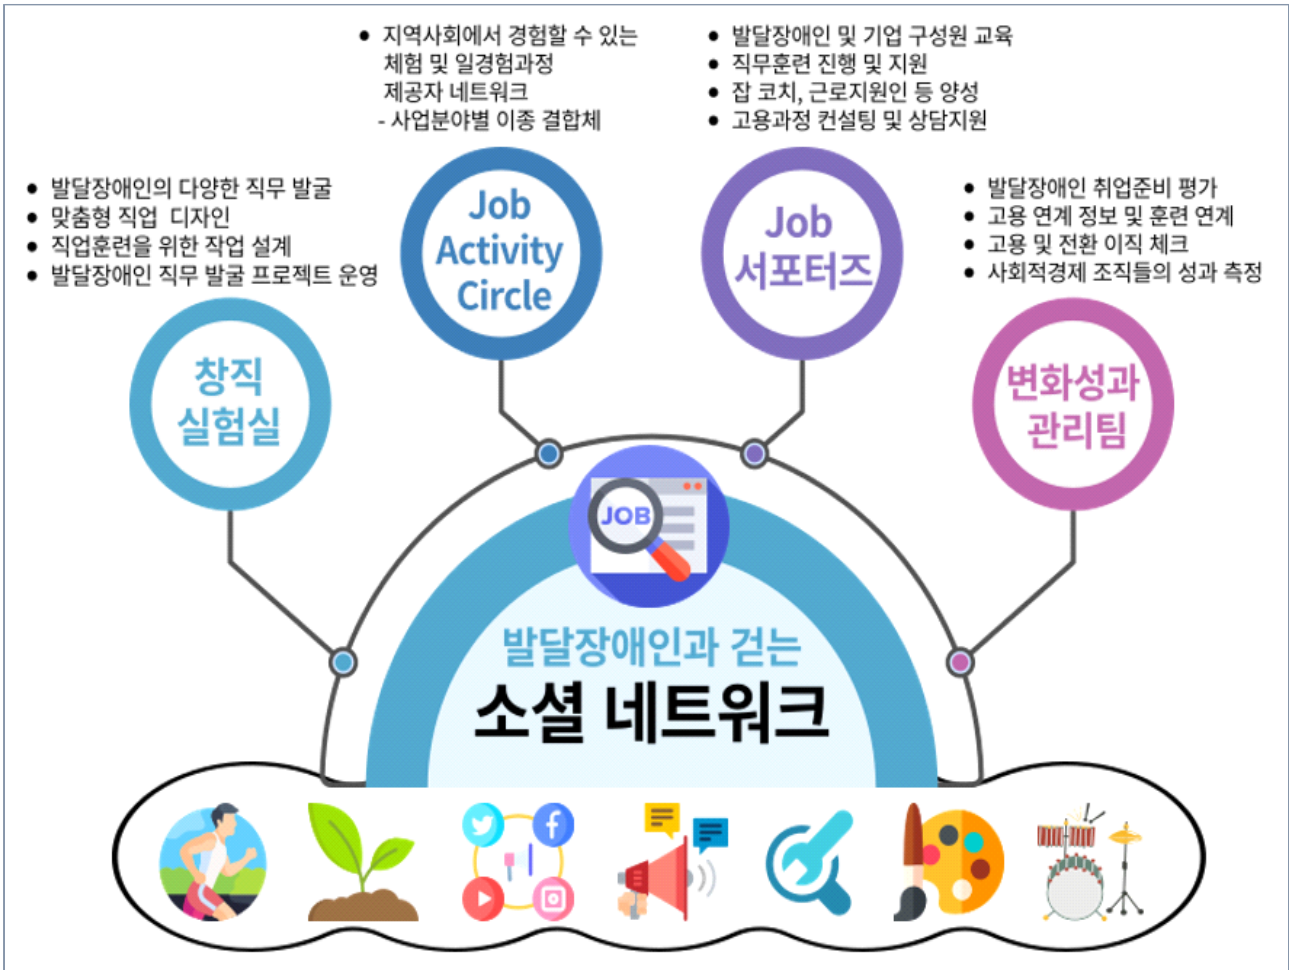 ● 지역사회에서 경험할 수 있는
체험 및 일경험과정
제공자 네트워크
- 사업분야별 이종 결합체
● 발달장애인 및 기업 구성원 교육
● 직무훈련 진행 및 지원
● 잡 코치, 근로지원인 등 양성
● 고용과정 컨설팅 및 상담지원
● 발달장애인의 다양한 직무 발굴
● 맞춤형 직업 디자인
● 직업훈련을 위한 작업 설계
● 발달장애인 직무 발굴 프로젝트 운영
● 발달장애인 취업준비 평가
● 고용 연계 정보 및 훈련 연계
● 고용 및 전환 이직 체크
● 사회적경제 조직들의 성과 측정
Job
Activity
Circle
Job
서포터즈
창직
실험실
변화성과
관리팀
JOB
발달장애인과 걷는
소셜 네트워크